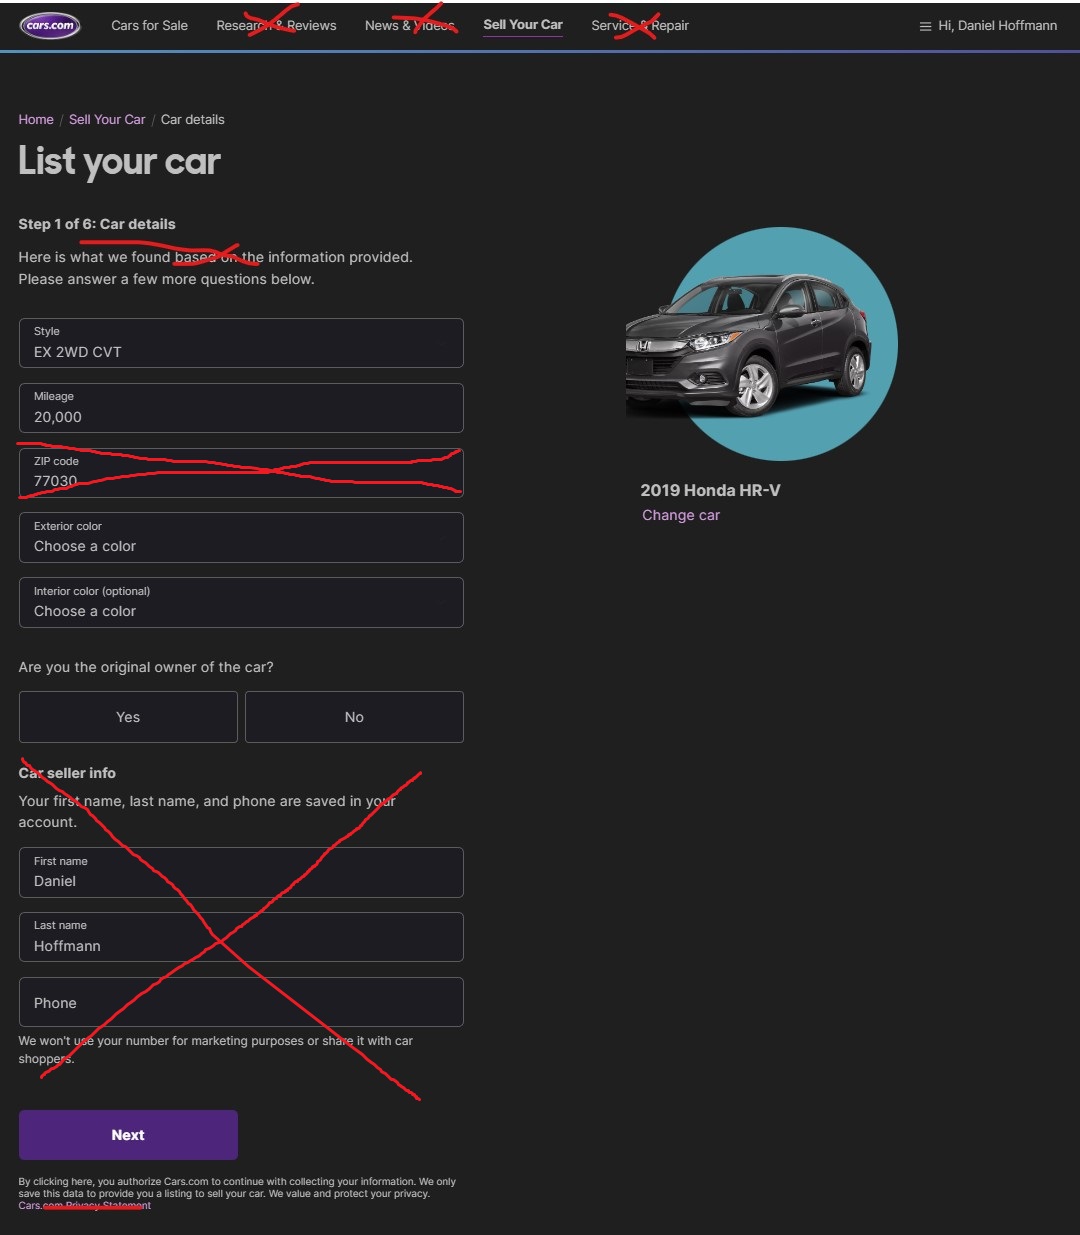 cars.com Cars for Sale Research & Reviews News & Videos Sell Your Car Service & Repair Hi, Daniel Hoffmann
Home / Sell Your Car / Car details
List your car
Step 1 of 6: Car details
Here is what we found based on the information provided.
Please answer a few more questions below.
Style
EX 2WD CVT
Mileage
20,000
ZIP code
77030
Exterior color
Choose a color
Interior color (optional)
Choose a color
Are you the original owner of the car?
Yes No
Car seller info
Your first name, last name, and phone are saved in your
account.
First name
Daniel
Last name
Hoffmann
Phone
We won't use your number for marketing purposes or share it with car
shoppers.
Next
By clicking here, you authorize Cars.com to continue with collecting your information. We only
save this data to provide you a listing to sell your car. We value and protect your privacy.
Cars.com Privacy Statement
2019 Honda HR-V
Change car